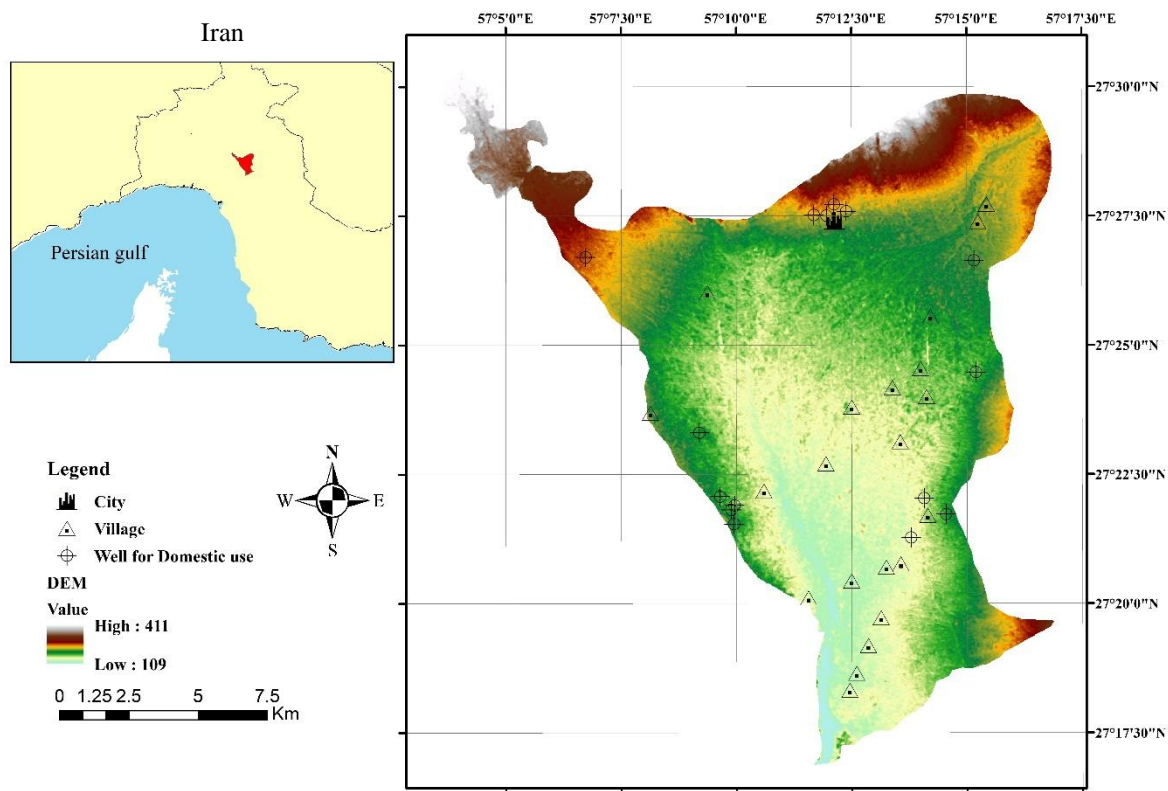 Iran
Persian gulf
Legend
City
Village
Well for Domestic use
DEM
Value
High : 411
Low : 109
0 1.25 2.5 5 7.5
Km
N
W E
S
57°5'0"E 57°7'30"E 57°10'0"E 57°12'30"E 57°15'0"E 57°17'30"E
27°30'0"N
27°27'30"N
27°25'0"N
27°22'30"N
27°20'0"N
27°17'30"N